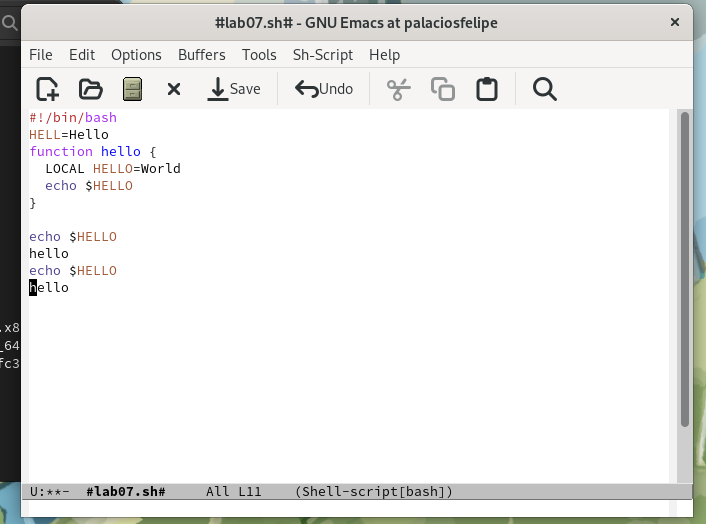 #lab07.sh# - GNU Emacs at palaciosfelipe
File Edit Options Buffers Tools Sh-Script Help
Save Undo
#!/bin/bash
HELL=Hello
function hello {
LOCAL HELLO=World
echo $HELLO
}
echo $HELLO
hello
echo $HELLO
hello
.x8
_64
fc3
U:**- #lab07.sh# All L11 (Shell-script[bash])